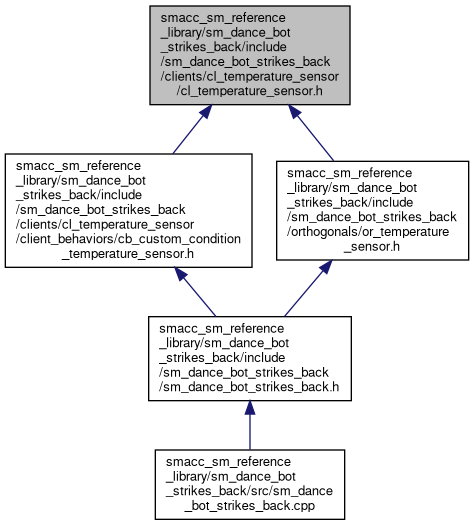 smacc_sm_reference
_library/sm_dance_bot
_strikes_back/include
/sm_dance_bot_strikes_back
/clients/cl_temperature_sensor
/cl_temperature_sensor.h
smacc_sm_reference
_library/sm_dance_bot
_strikes_back/include
/sm_dance_bot_strikes_back
/clients/cl_temperature_sensor
/client_behaviors/cb_custom_condition
_temperature_sensor.h
smacc_sm_reference
_library/sm_dance_bot
_strikes_back/include
/sm_dance_bot_strikes_back
/orthogonals/or_temperature
_sensor.h
smacc_sm_reference
_library/sm_dance_bot
_strikes_back/include
/sm_dance_bot_strikes_back
/sm_dance_bot_strikes_back.h
smacc_sm_reference
_library/sm_dance_bot
_strikes_back/src/sm_dance
_bot_strikes_back.cpp